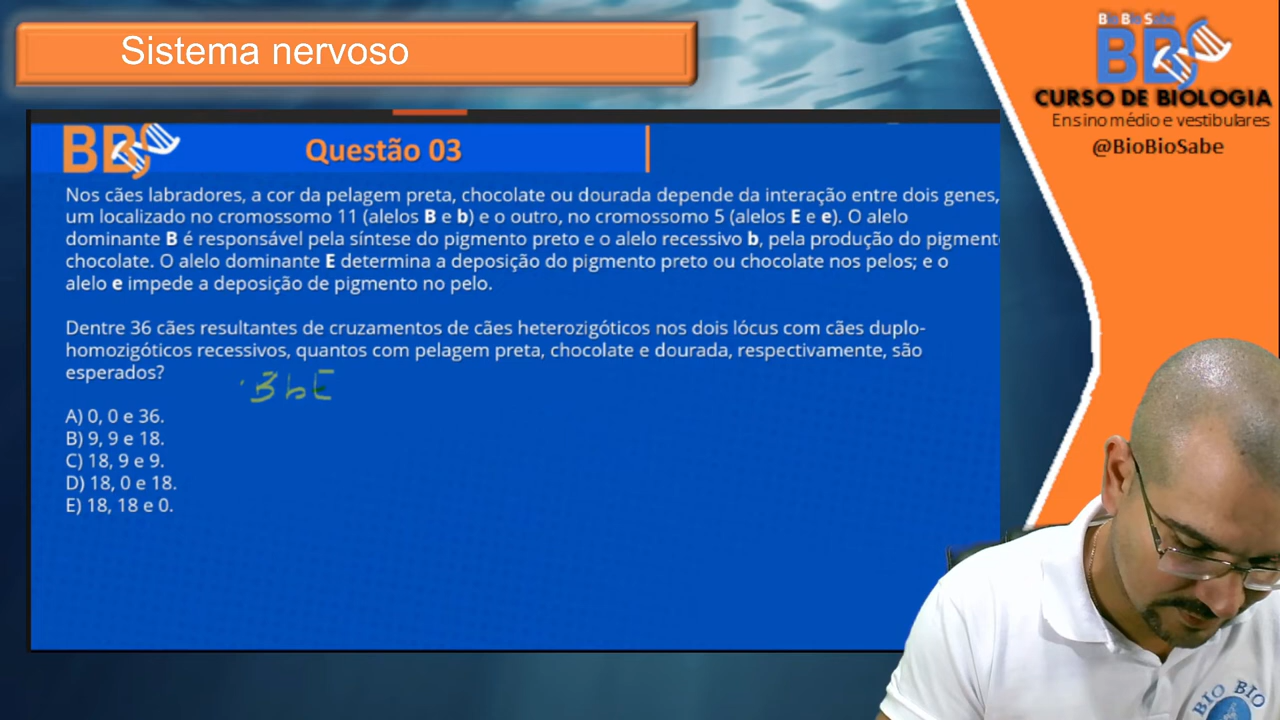 Sistema nervoso
Bio Bio Sabe
BBS
CURSO DE BIOLOGIA
Ensino médio e vestibulares
@BioBioSabe
BBS
Questão 03
Nos cães labradores, a cor da pelagem preta, chocolate ou dourada depende da interação entre dois genes,
um localizado no cromossomo 11 (alelos B e b) e o outro, no cromossomo 5 (alelos E e e). O alelo
dominante B é responsável pela síntese do pigmento preto e o alelo recessivo b, pela produção do pigment
chocolate. O alelo dominante E determina a deposição do pigmento preto ou chocolate nos pelos; e o
alelo e impede a deposição de pigmento no pelo.
Dentre 36 cães resultantes de cruzamentos de cães heterozigóticos nos dois lócus com cães duplo-
homozigóticos recessivos, quantos com pelagem preta, chocolate e dourada, respectivamente, são
esperados?
BbE
A) 0, 0 e 36.
B) 9, 9 e 18.
C) 18, 9 e 9.
D) 18, 0 e 18.
E) 18, 18 e 0.
BIO BIO